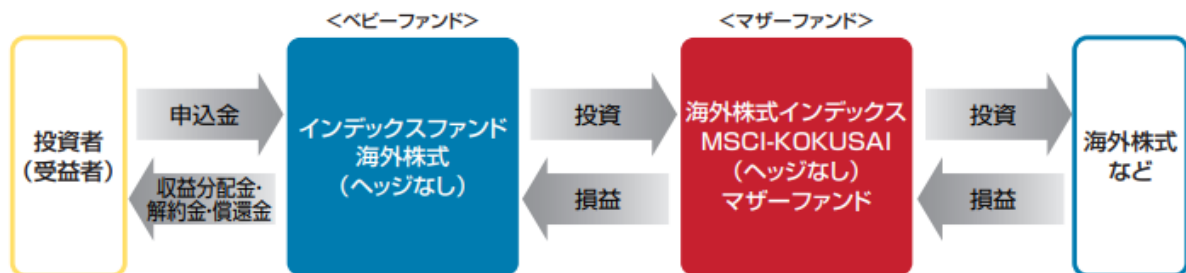 <ベビーファンド>
<マザーファンド>
投資者
(受益者)
申込金
収益分配金・
解約金・償還金
インデックスファンド
海外株式
(ヘッジなし)
投資
損益
海外株式インデックス
MSCI-KOKUSAI
(ヘッジなし)
マザーファンド
投資
損益
海外株式
など